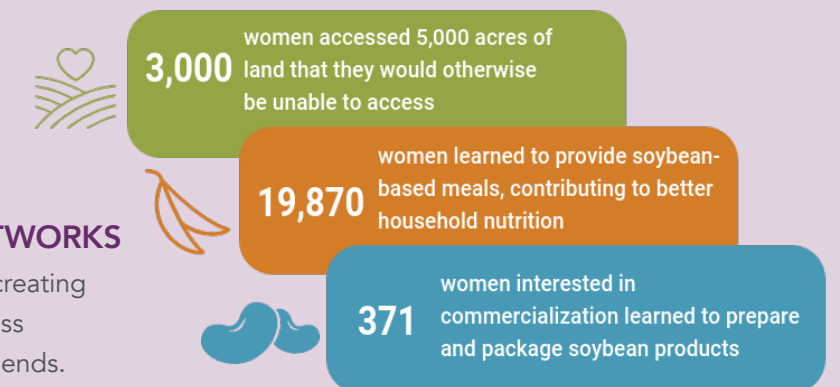 3,000
women accessed 5,000 acres of
land that they would otherwise
be unable to access
19,870
women learned to provide soybean-
based meals, contributing to better
household nutrition
TWORKS
creating
ss
ends.
371
women interested in
commercialization learned to prepare
and package soybean products